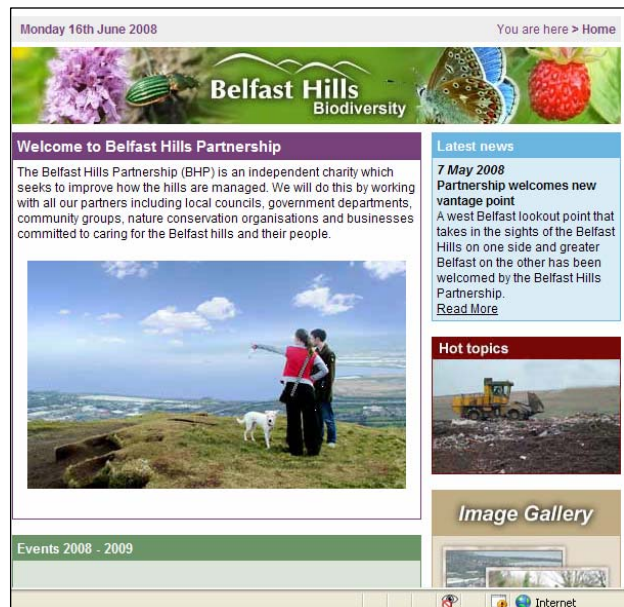 Monday 16th June 2008
You are here > Home
Belfast Hills
Biodiversity
Welcome to Belfast Hills Partnership
The Belfast Hills Partnership (BHP) is an independent charity which
seeks to improve how the hills are managed. We will do this by working
with all our partners including local councils, government departments,
community groups, nature conservation organisations and businesses
committed to caring for the Belfast hills and their people.
Latest news
7 May 2008
Partnership welcomes new
vantage point
A west Belfast lookout point that
takes in the sights of the Belfast
Hills on one side and greater
Belfast on the other has been
welcomed by the Belfast Hills
Partnership.
Read More
Hot topics
Image Gallery
Events 2008 - 2009
Internet